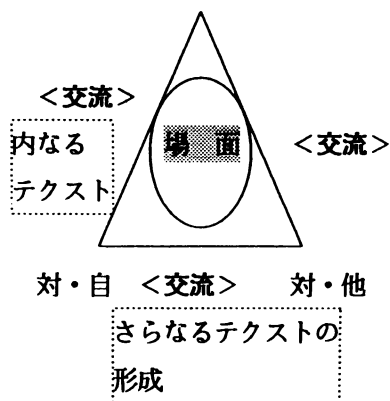 <交流>
内なる
テクスト
場面
<交流>
対・自 <交流> 対・他
さらなるテクストの
形成